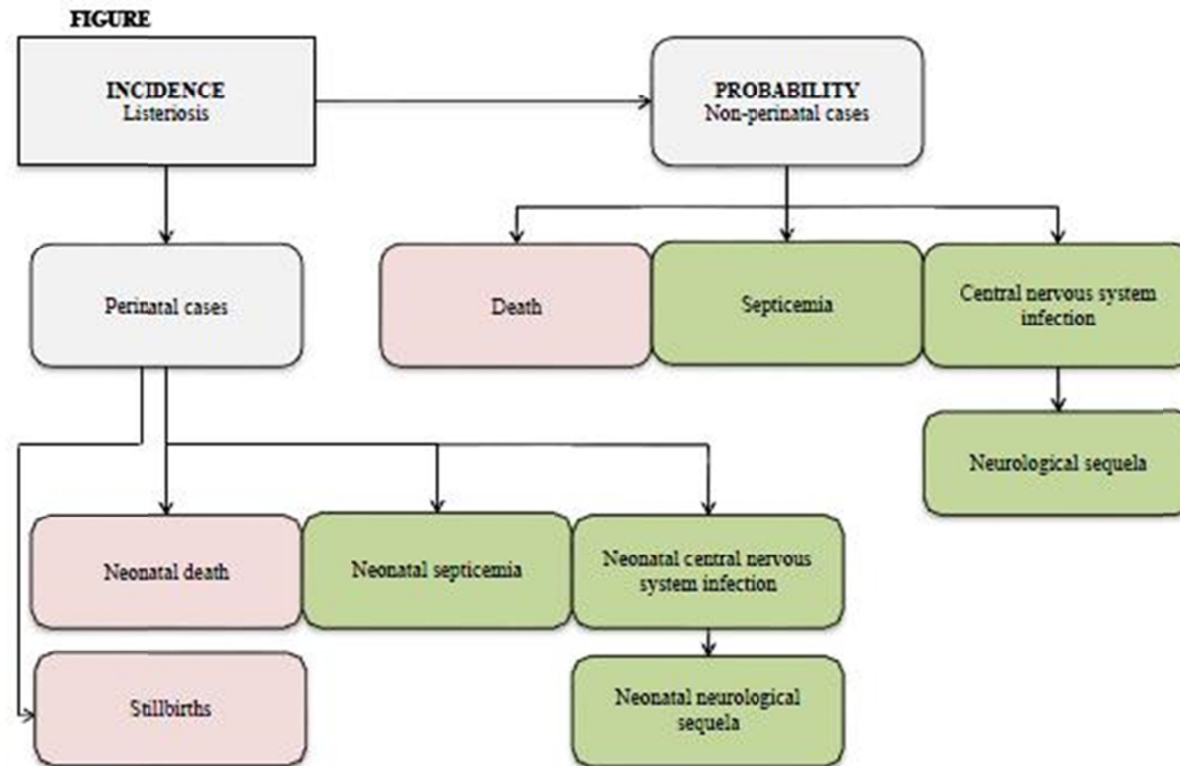 FIGURE
INCIDENCE
Listeriosis
PROBABILITY
Non-perinatal cases
Perinatal cases
Death
Septicemia
Central nervous system
infection
Neurological sequela
Neonatal death
Neonatal septicemia
Neonatal central nervous
system infection
Stillbirths
Neonatal neurological
sequela